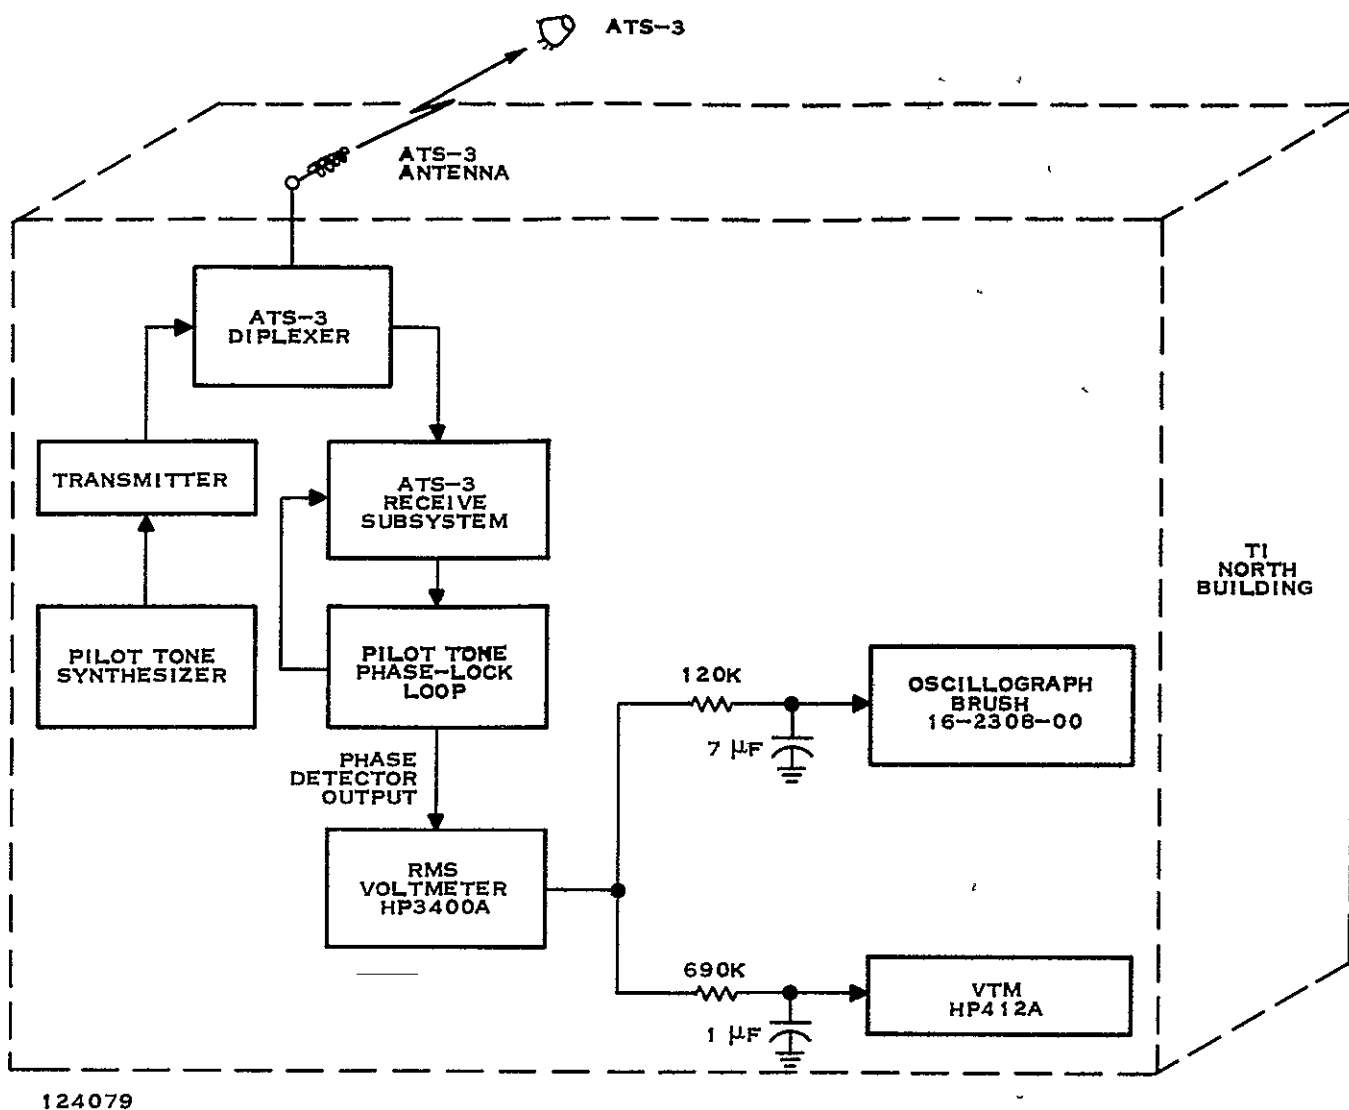 ATS-3
ATS-3
ANTENNA
ATS-3
DIPLEXER
TRANSMITTER
ATS-3
RECEIVE
SUBSYSTEM
TI
NORTH
BUILDING
PILOT TONE
SYNTHESIZER
PILOT TONE
PHASE-LOCK
LOOP
120K
OSCILLOGRAPH
BRUSH
16-2308-00
7 µF
PHASE
DETECTOR
OUTPUT
RMS
VOLTMETER
HP3400A
690K
VTM
HP412A
1 µF
124079